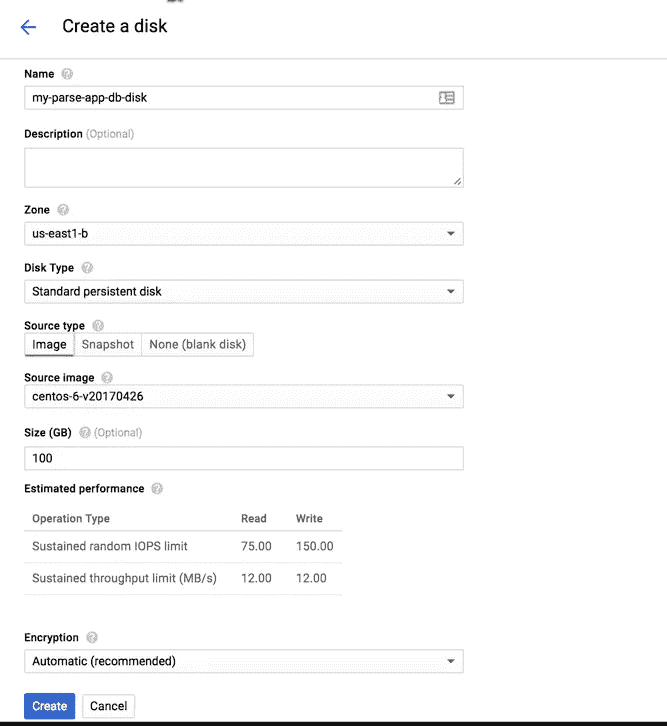 Create a disk
Name
my-parse-app-db-disk
Description (Optional)
Zone
us-east1-b
Disk Type
Standard persistent disk
Source type
Image Snapshot None (blank disk)
Source image
centos-6-v20170426
Size (GB) (Optional)
100
Estimated performance
Operation Type Read Write
Sustained random IOPS limit 75.00 150.00
Sustained throughput limit (MB/s) 12.00 12.00
Encryption
Automatic (recommended)
Create Cancel